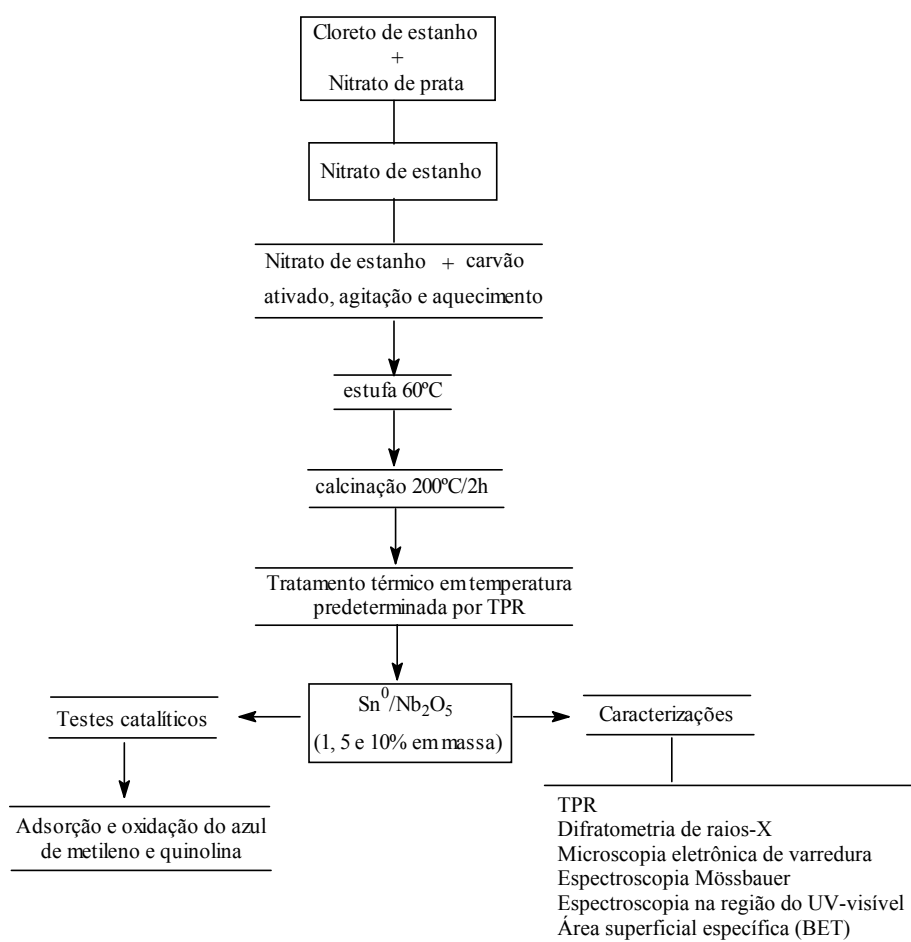 Cloreto de estanho
+
Nitrato de prata
Nitrato de estanho
Nitrato de estanho + carvão
ativado, agitação e aquecimento
estufa 60ºC
calcinação 200ºC/2h
Tratamento térmico em temperatura
predeterminada por TPR
Sn⁰/Nb₂O₅
(1, 5 e 10% em massa)
Testes catalíticos
Adsorção e oxidação do azul
de metileno e quinolina
Caracterizações
TPR
Difratometria de raios-X
Microscopia eletrônica de varredura
Espectroscopia Mössbauer
Espectroscopia na região do UV-visível
Área superficial específica (BET)